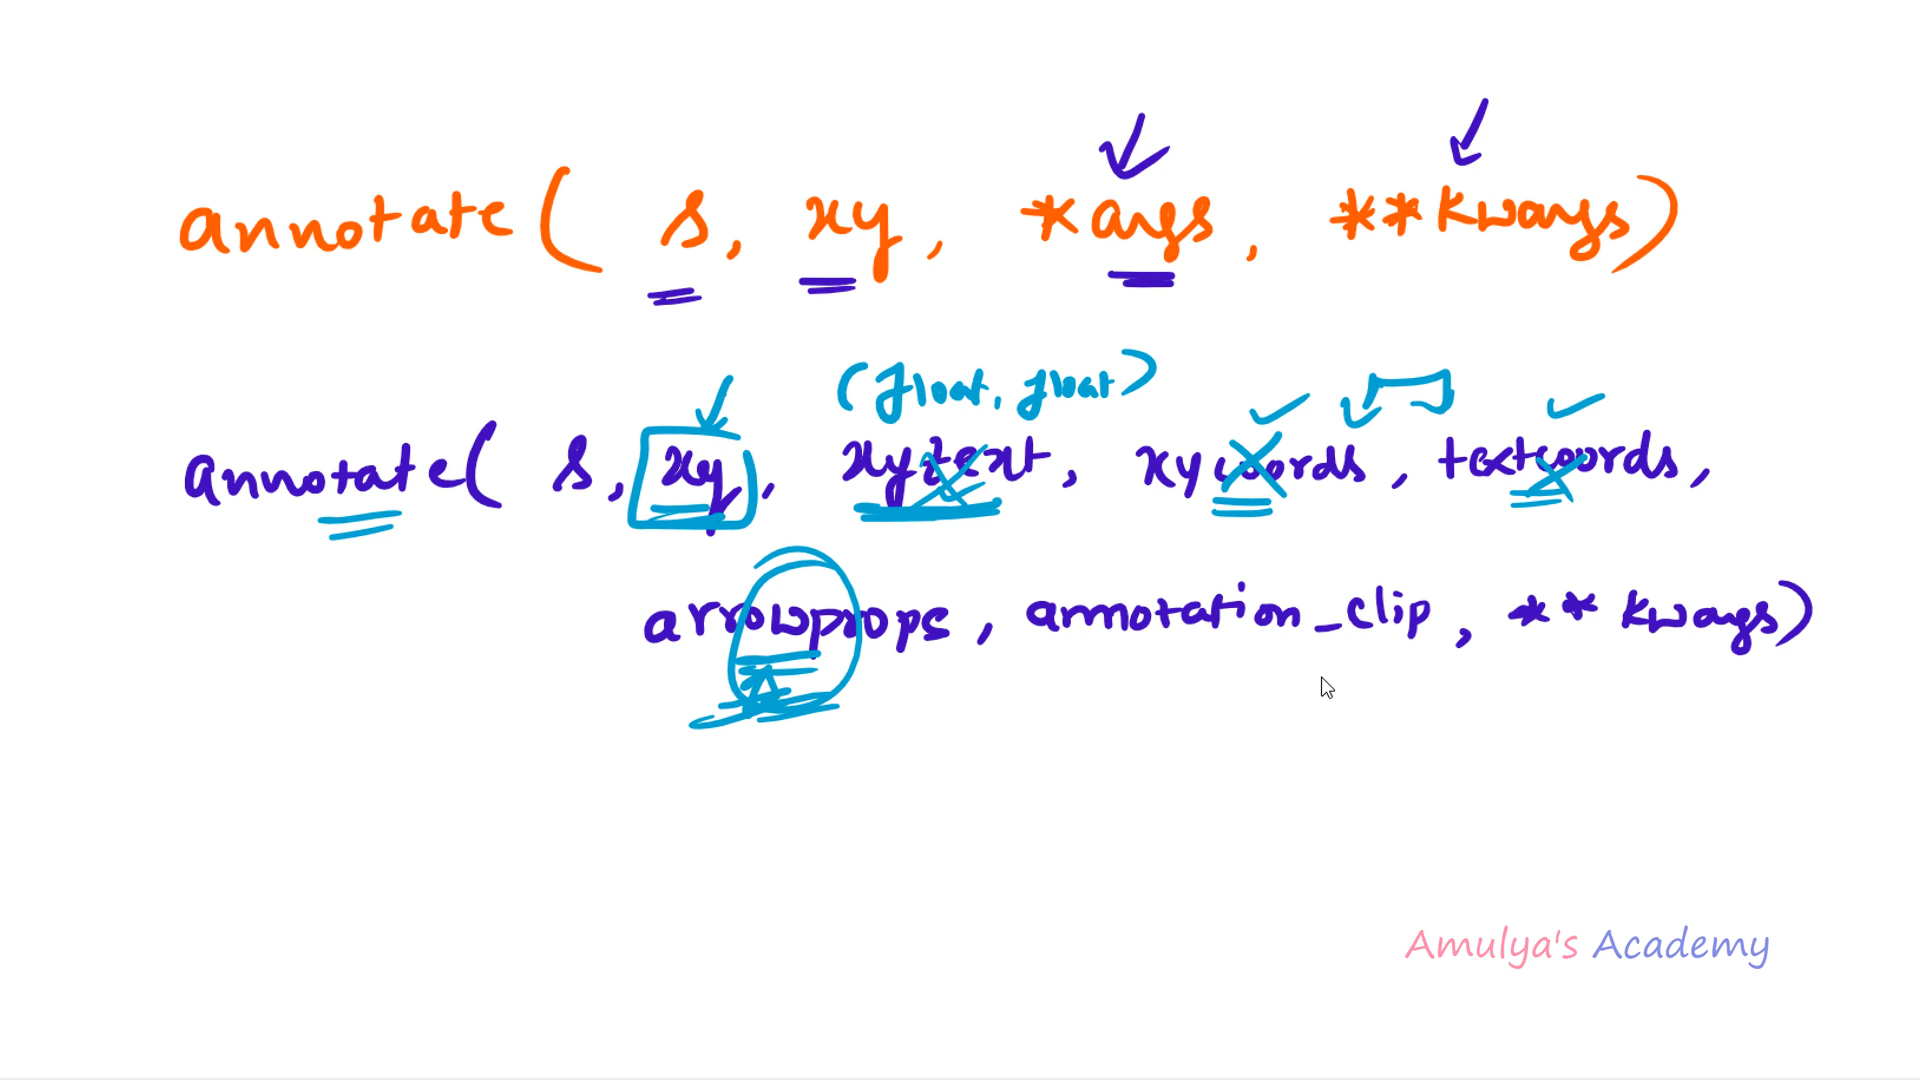 annotate( s, xy, *args, **kwargs)
(float, float)
annotate( s, xy, xytext, xycoords, textcoords,
arrowprops, annotation_clip, ** kwargs)
Amulya's Academy